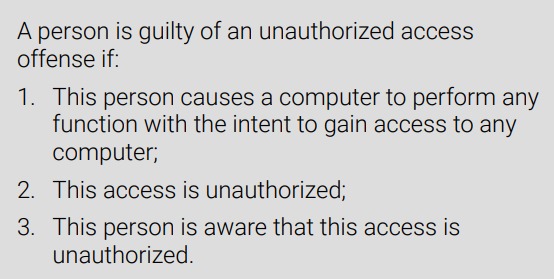 A person is guilty of an unauthorized access
offense if:
1. This person causes a computer to perform any
function with the intent to gain access to any
computer;
2. This access is unauthorized;
3. This person is aware that this access is
unauthorized.